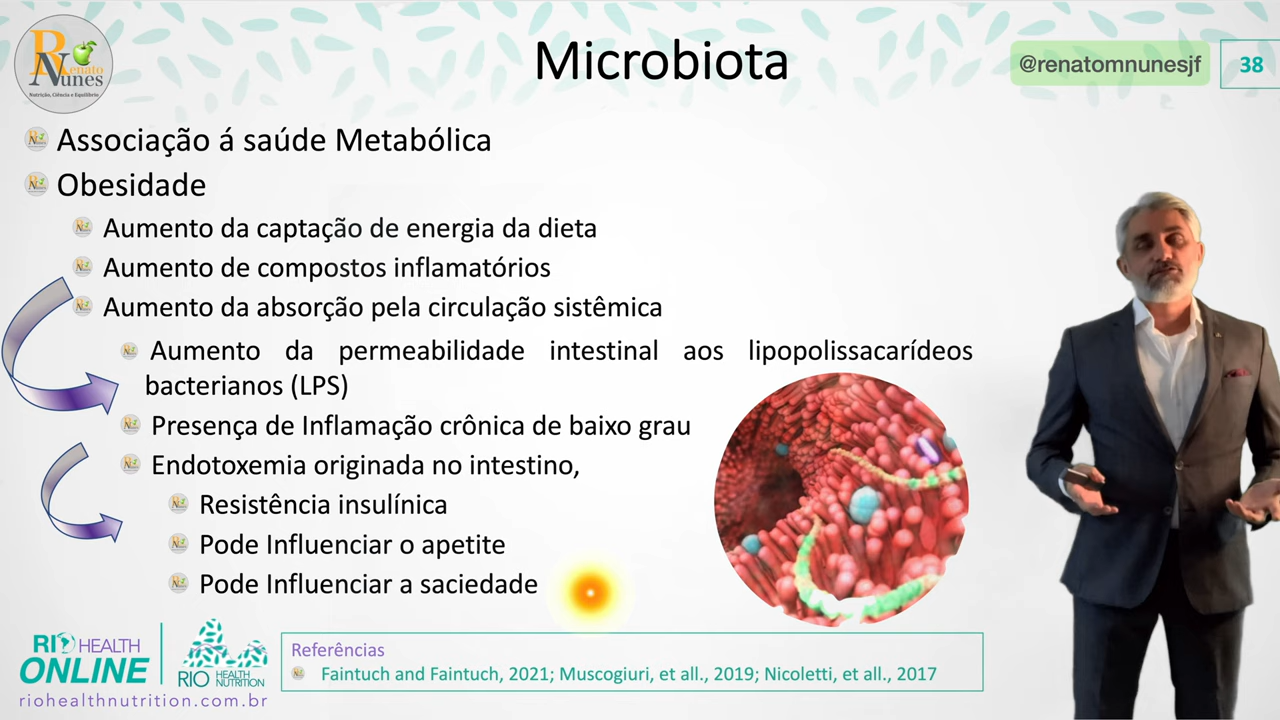 Renato
Nunes
Nutrição, Ciência e Equilíbrio
Microbiota
@renatomnunesjf
38
Associação á saúde Metabólica
Obesidade
Aumento da captação de energia da dieta
Aumento de compostos inflamatórios
Aumento da absorção pela circulação sistêmica
Aumento da permeabilidade intestinal aos lipopolissacarídeos
bacterianos (LPS)
Presença de Inflamação crônica de baixo grau
Endotoxemia originada no intestino,
Resistência insulínica
Pode Influenciar o apetite
Pode Influenciar a saciedade
RIO HEALTH
ONLINE
RIO HEALTH
NUTRITION
riohealthnutrition.com.br
Referências
Faintuch and Faintuch, 2021; Muscogiuri, et all., 2019; Nicoletti, et all., 2017